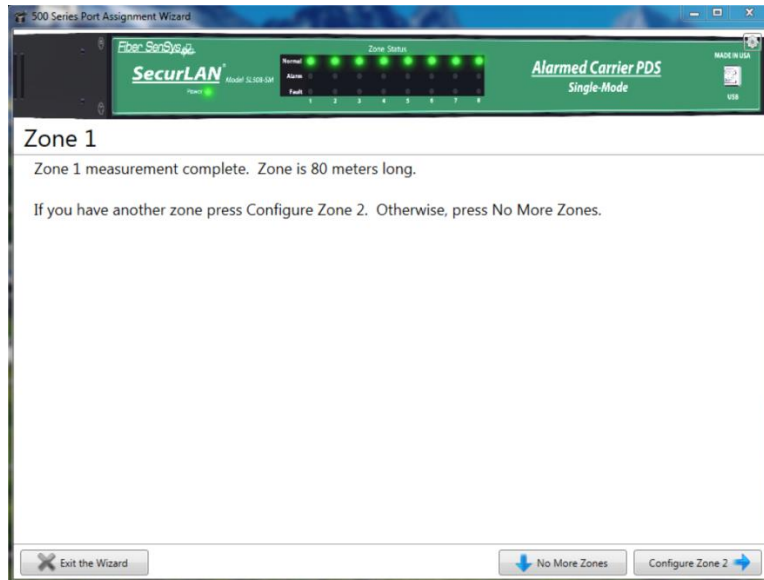 500 Series Port Assignment Wizard
Fiber SenSys
SecurLAN® Model SL508-SM
Power
Zone Status
Normal
Alarm
Fault
1 2 3 4 5 6 7 8
Alarmed Carrier PDS
Single-Mode
MADE IN USA
USB
Zone 1
Zone 1 measurement complete. Zone is 80 meters long.
If you have another zone press Configure Zone 2. Otherwise, press No More Zones.
Exit the Wizard
No More Zones
Configure Zone 2